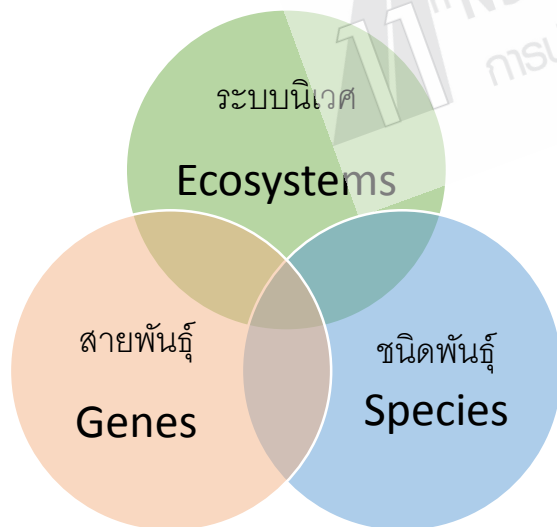 ระบบนิเวศ
Ecosystems
สายพันธุ์
Genes
ชนิดพันธุ์
Species